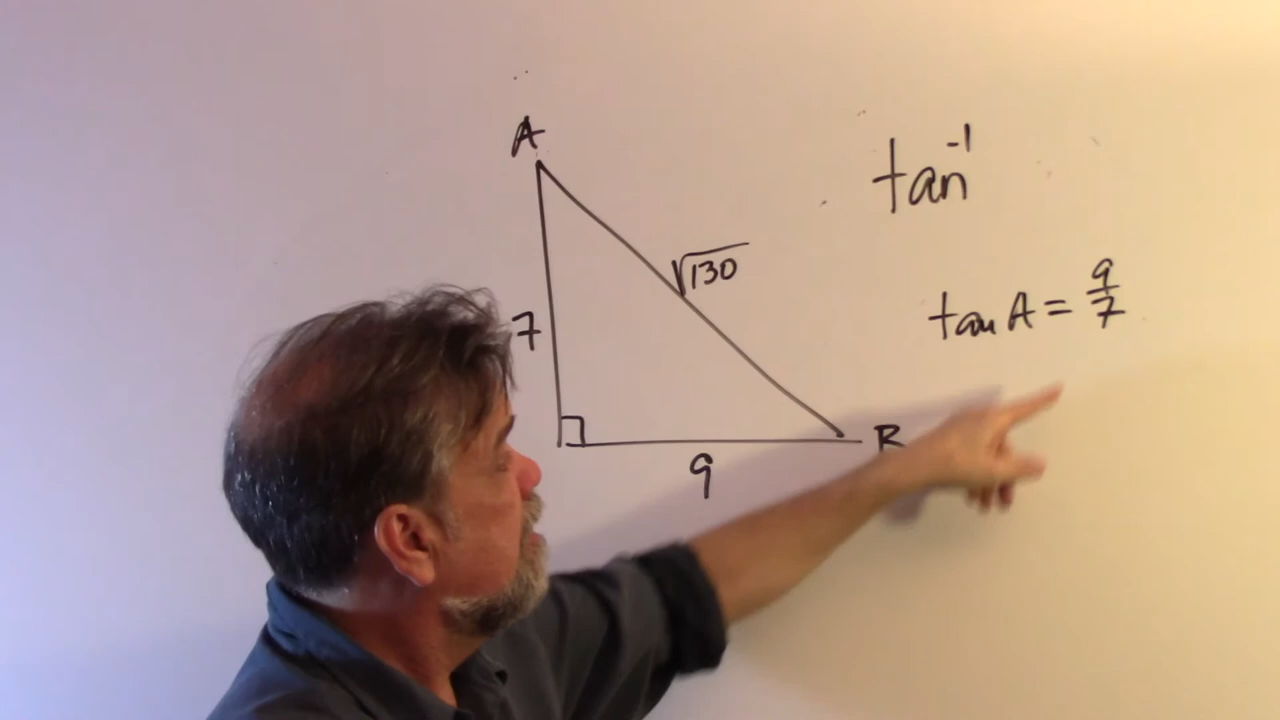 A
tan⁻¹
√130
7
tan A = 9/7
B
9